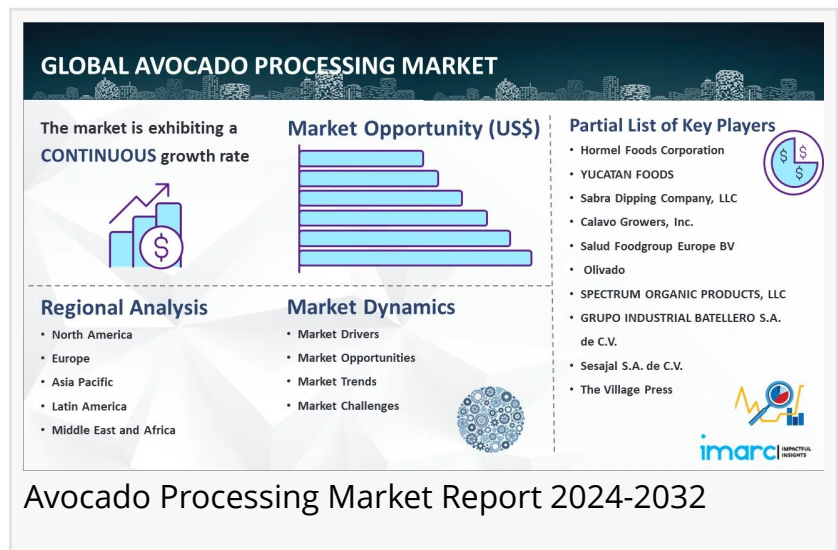 GLOBAL AVOCADO PROCESSING MARKET
The market is exhibiting a
CONTINUOUS growth rate
$
Market Opportunity (US$)
Partial List of Key Players
• Hormel Foods Corporation
• YUCATAN FOODS
• Sabra Dipping Company, LLC
• Calavo Growers, Inc.
• Salud Foodgroup Europe BV
• Olivado
• SPECTRUM ORGANIC PRODUCTS, LLC
• GRUPO INDUSTRIAL BATELLERO S.A.
de C.V.
• Sesajal S.A. de C.V.
• The Village Press
$ $
$
Regional Analysis
• North America
• Europe
• Asia Pacific
• Latin America
• Middle East and Africa
Market Dynamics
• Market Drivers
• Market Opportunities
• Market Trends
• Market Challenges
imarc IMPACTFUL
INSIGHTS
Avocado Processing Market Report 2024-2032